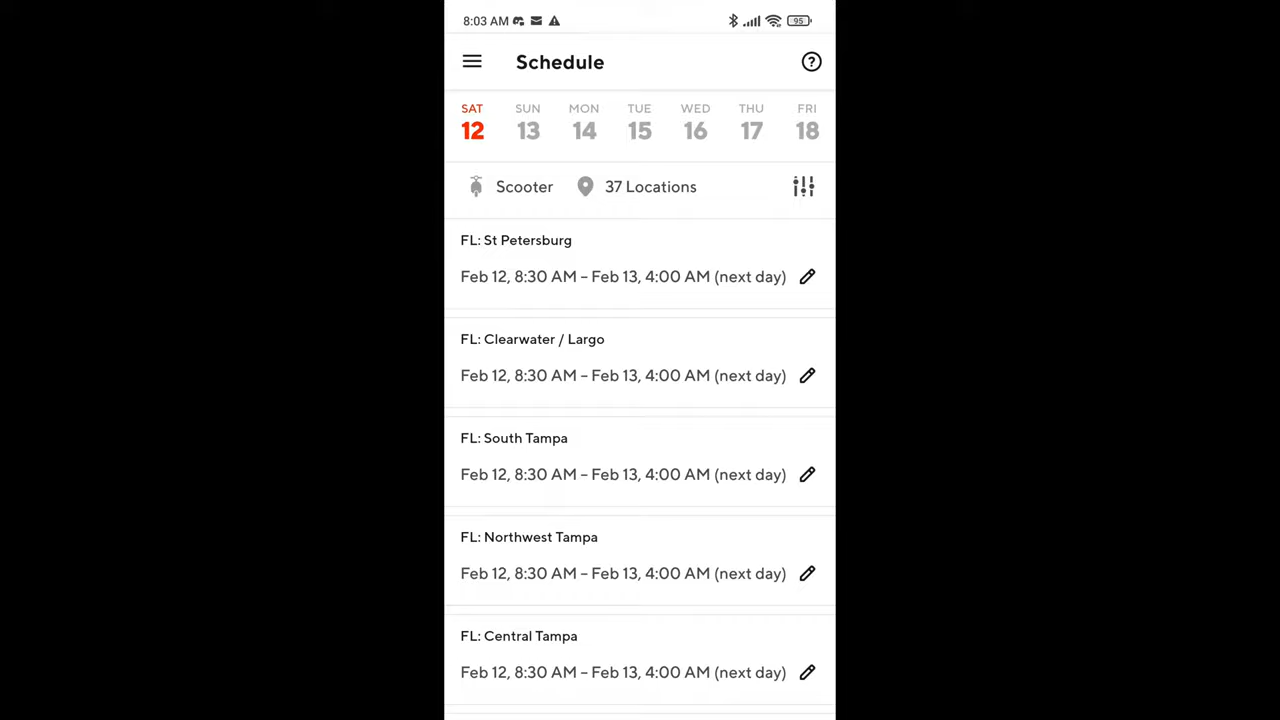 8:03 AM
95
Schedule
SAT SUN MON TUE WED THU FRI
12 13 14 15 16 17 18
Scooter 37 Locations
FL: St Petersburg
Feb 12, 8:30 AM – Feb 13, 4:00 AM (next day)
FL: Clearwater / Largo
Feb 12, 8:30 AM – Feb 13, 4:00 AM (next day)
FL: South Tampa
Feb 12, 8:30 AM – Feb 13, 4:00 AM (next day)
FL: Northwest Tampa
Feb 12, 8:30 AM – Feb 13, 4:00 AM (next day)
FL: Central Tampa
Feb 12, 8:30 AM – Feb 13, 4:00 AM (next day)